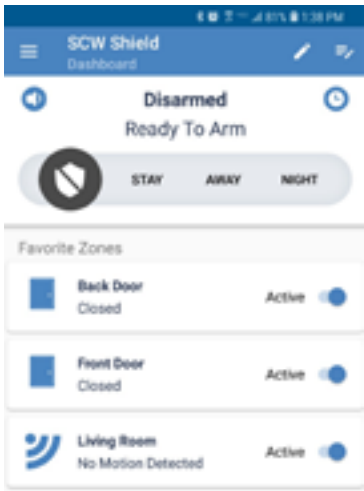 81% 1:38 PM
SCW Shield
Dashboard
Disarmed
Ready To Arm
STAY AWAY NIGHT
Favorite Zones
Back Door
Closed
Active
Front Door
Closed
Active
Living Room
No Motion Detected
Active